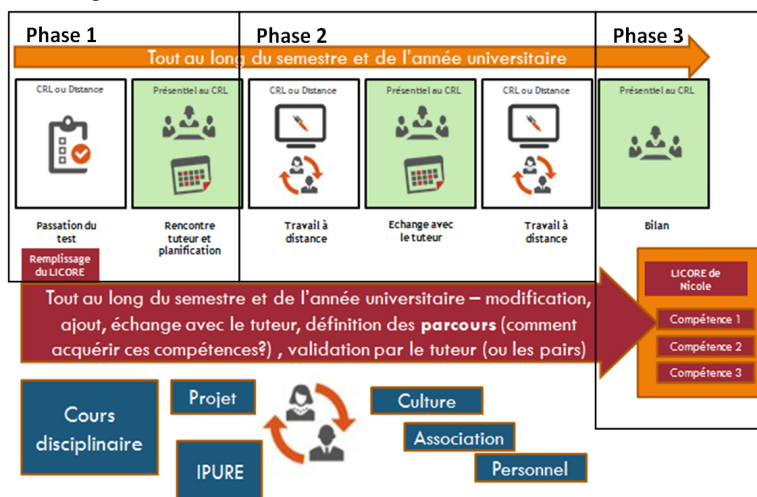 Phase 1
Phase 2
Phase 3
Tout au long du semestre et de l'année universitaire
CRL ou Distance
Présentiel au CRL
CRL ou Distance
Présentiel au CRL
CRL ou Distance
Présentiel au CRL
Passation du
test
Rencontre
tuteur et
planification
Travail à
distance
Echange avec
le tuteur
Travail à
distance
Bilan
Remplissage
du LICORE
Tout au long du semestre et de l'année universitaire – modification,
ajout, échange avec le tuteur, définition des parcours (comment
acquérir ces compétences?) , validation par le tuteur (ou les pairs)
LICORE de
Nicole
Compétence 1
Compétence 2
Compétence 3
Cours
disciplinaire
Projet
IPURE
Culture
Association
Personnel